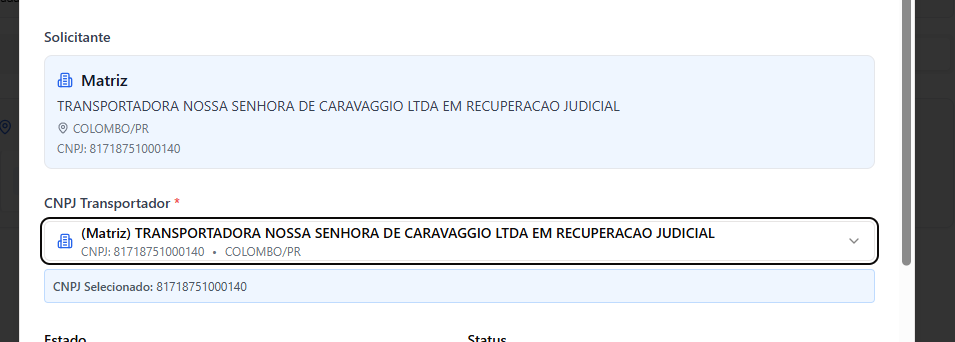 Solicitante
Matriz
TRANSPORTADORA NOSSA SENHORA DE CARAVAGGIO LTDA EM RECUPERACAO JUDICIAL
COLOMBO/PR
CNPJ: 81718751000140
CNPJ Transportador *
(Matriz) TRANSPORTADORA NOSSA SENHORA DE CARAVAGGIO LTDA EM RECUPERACAO JUDICIAL
CNPJ: 81718751000140 • COLOMBO/PR
CNPJ Selecionado: 81718751000140
Estado Status